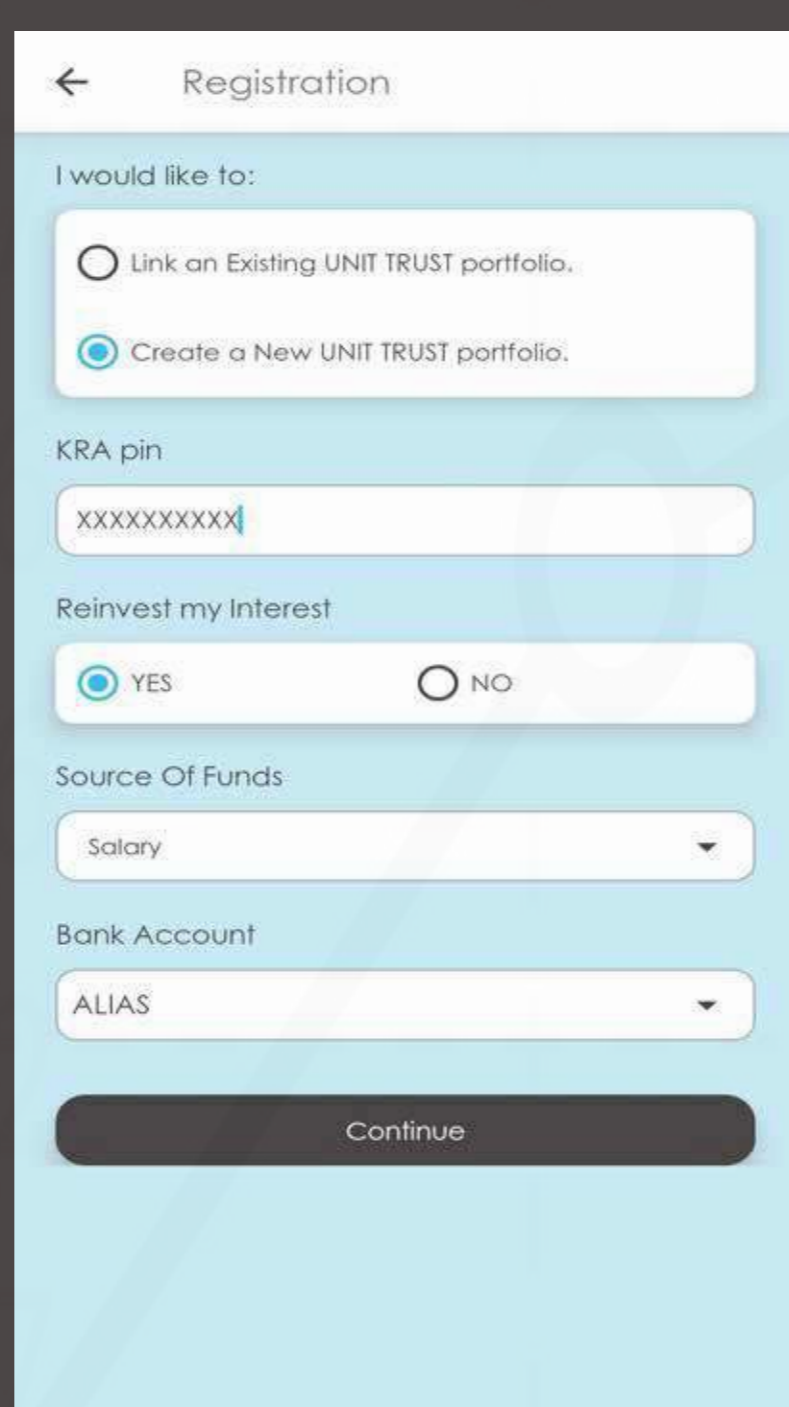 Registration
I would like to:
Link an Existing UNIT TRUST portfolio.
Create a New UNIT TRUST portfolio.
KRA pin
XXXXXXXXXX
Reinvest my Interest
YES NO
Source Of Funds
Salary
Bank Account
ALIAS
Continue